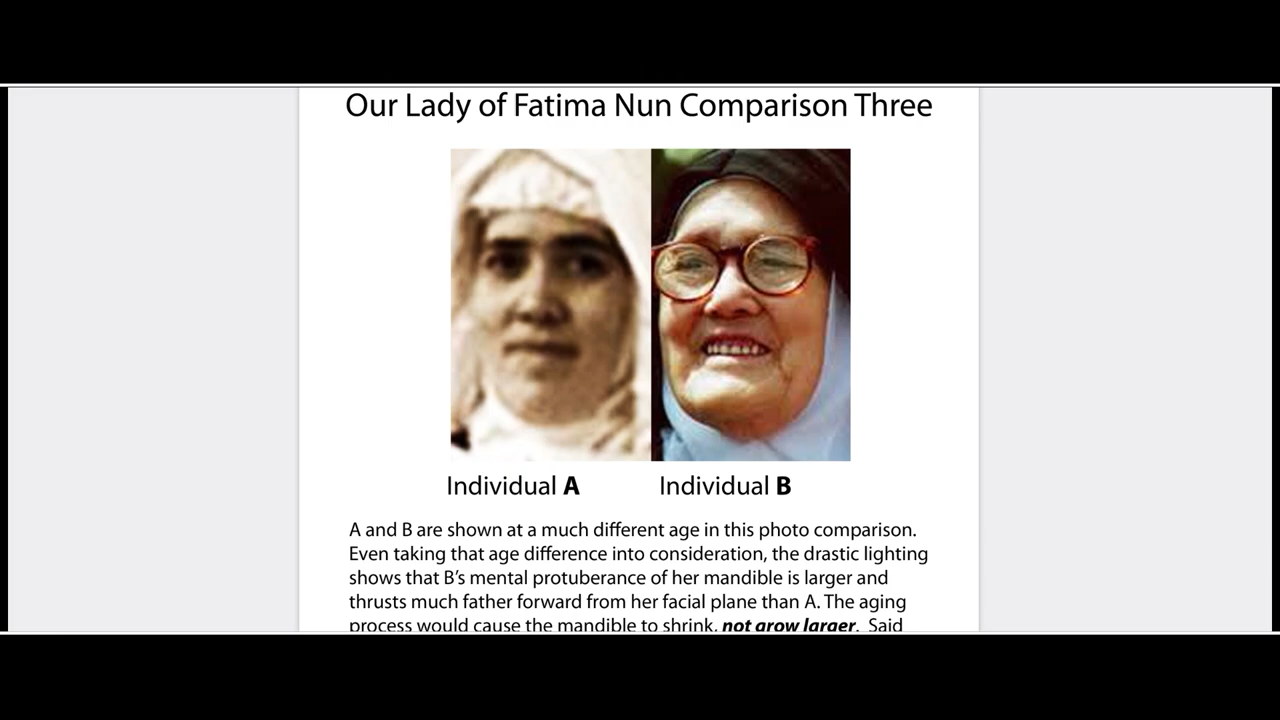 Our Lady of Fatima Nun Comparison Three
Individual A Individual B
A and B are shown at a much different age in this photo comparison.
Even taking that age difference into consideration, the drastic lighting
shows that B's mental protuberance of her mandible is larger and
thrusts much father forward from her facial plane than A. The aging
process would cause the mandible to shrink, not grow larger. Said